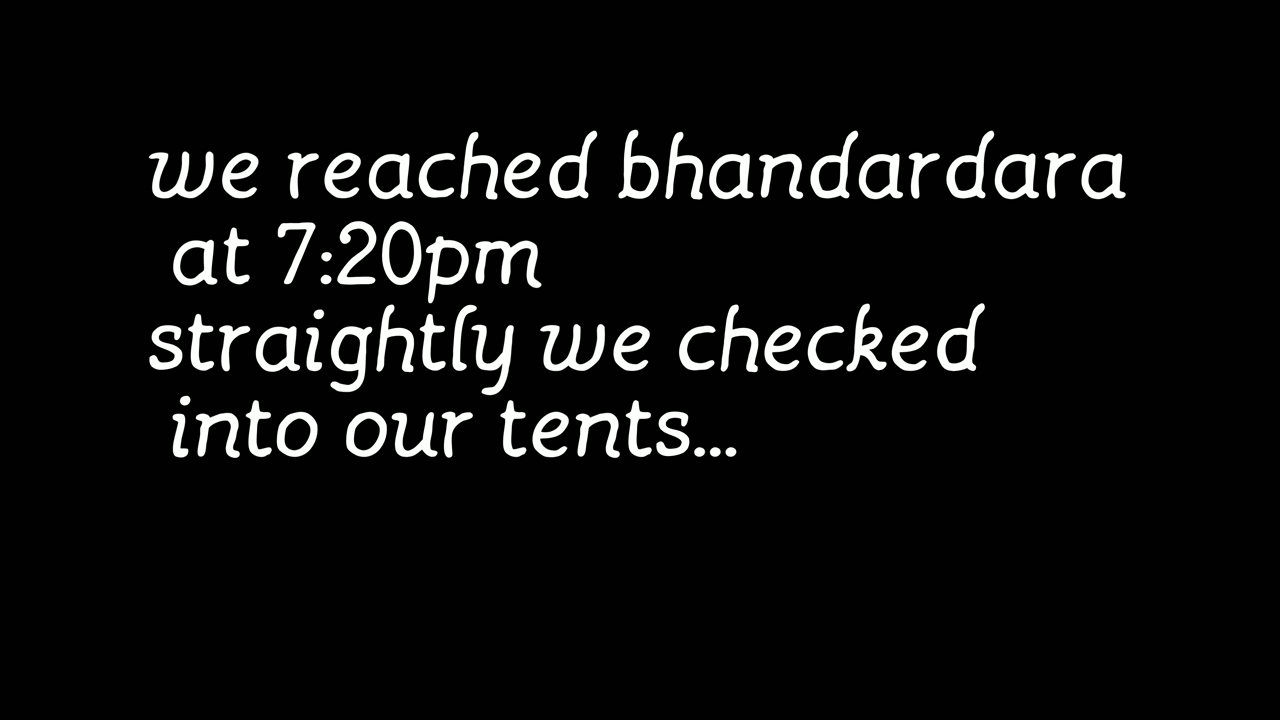 we reached bhandardara
at 7:20pm
straightly we checked
into our tents...